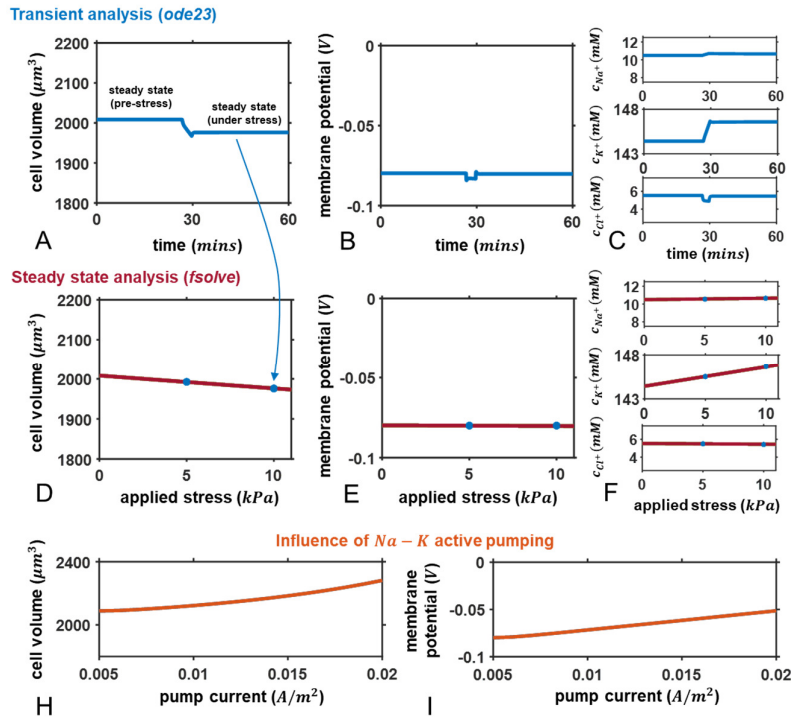 Transient analysis (ode23)
cell volume (μm³)
2200
2100
2000
1900
1800
steady state
(pre-stress)
steady state
(under stress)
0
30
60
A
time (mins)
membrane potential (V)
0
-0.05
-0.1
0
30
60
B
time (mins)
c_Na⁺(mM)
12
10
8
0
30
60
c_K⁺(mM)
148
143
0
30
60
c_Cl⁺(mM)
6
4
0
30
60
time (mins)
C
Steady state analysis (fsolve)
cell volume (μm³)
2200
2100
2000
1900
1800
0
5
10
D
applied stress (kPa)
membrane potential (V)
0
-0.05
-0.1
0
5
10
E
applied stress (kPa)
c_Na⁺(mM)
12
10
8
0
5
10
c_K⁺(mM)
148
143
0
5
10
c_Cl⁺(mM)
6
4
0
5
10
F
applied stress (kPa)
Influence of Na − K active pumping
cell volume (μm³)
2400
2200
2000
0.005
0.01
0.015
0.02
H
pump current (A/m²)
membrane
potential (V)
0
-0.05
-0.1
0.005
0.01
0.015
0.02
I
pump current (A/m²)